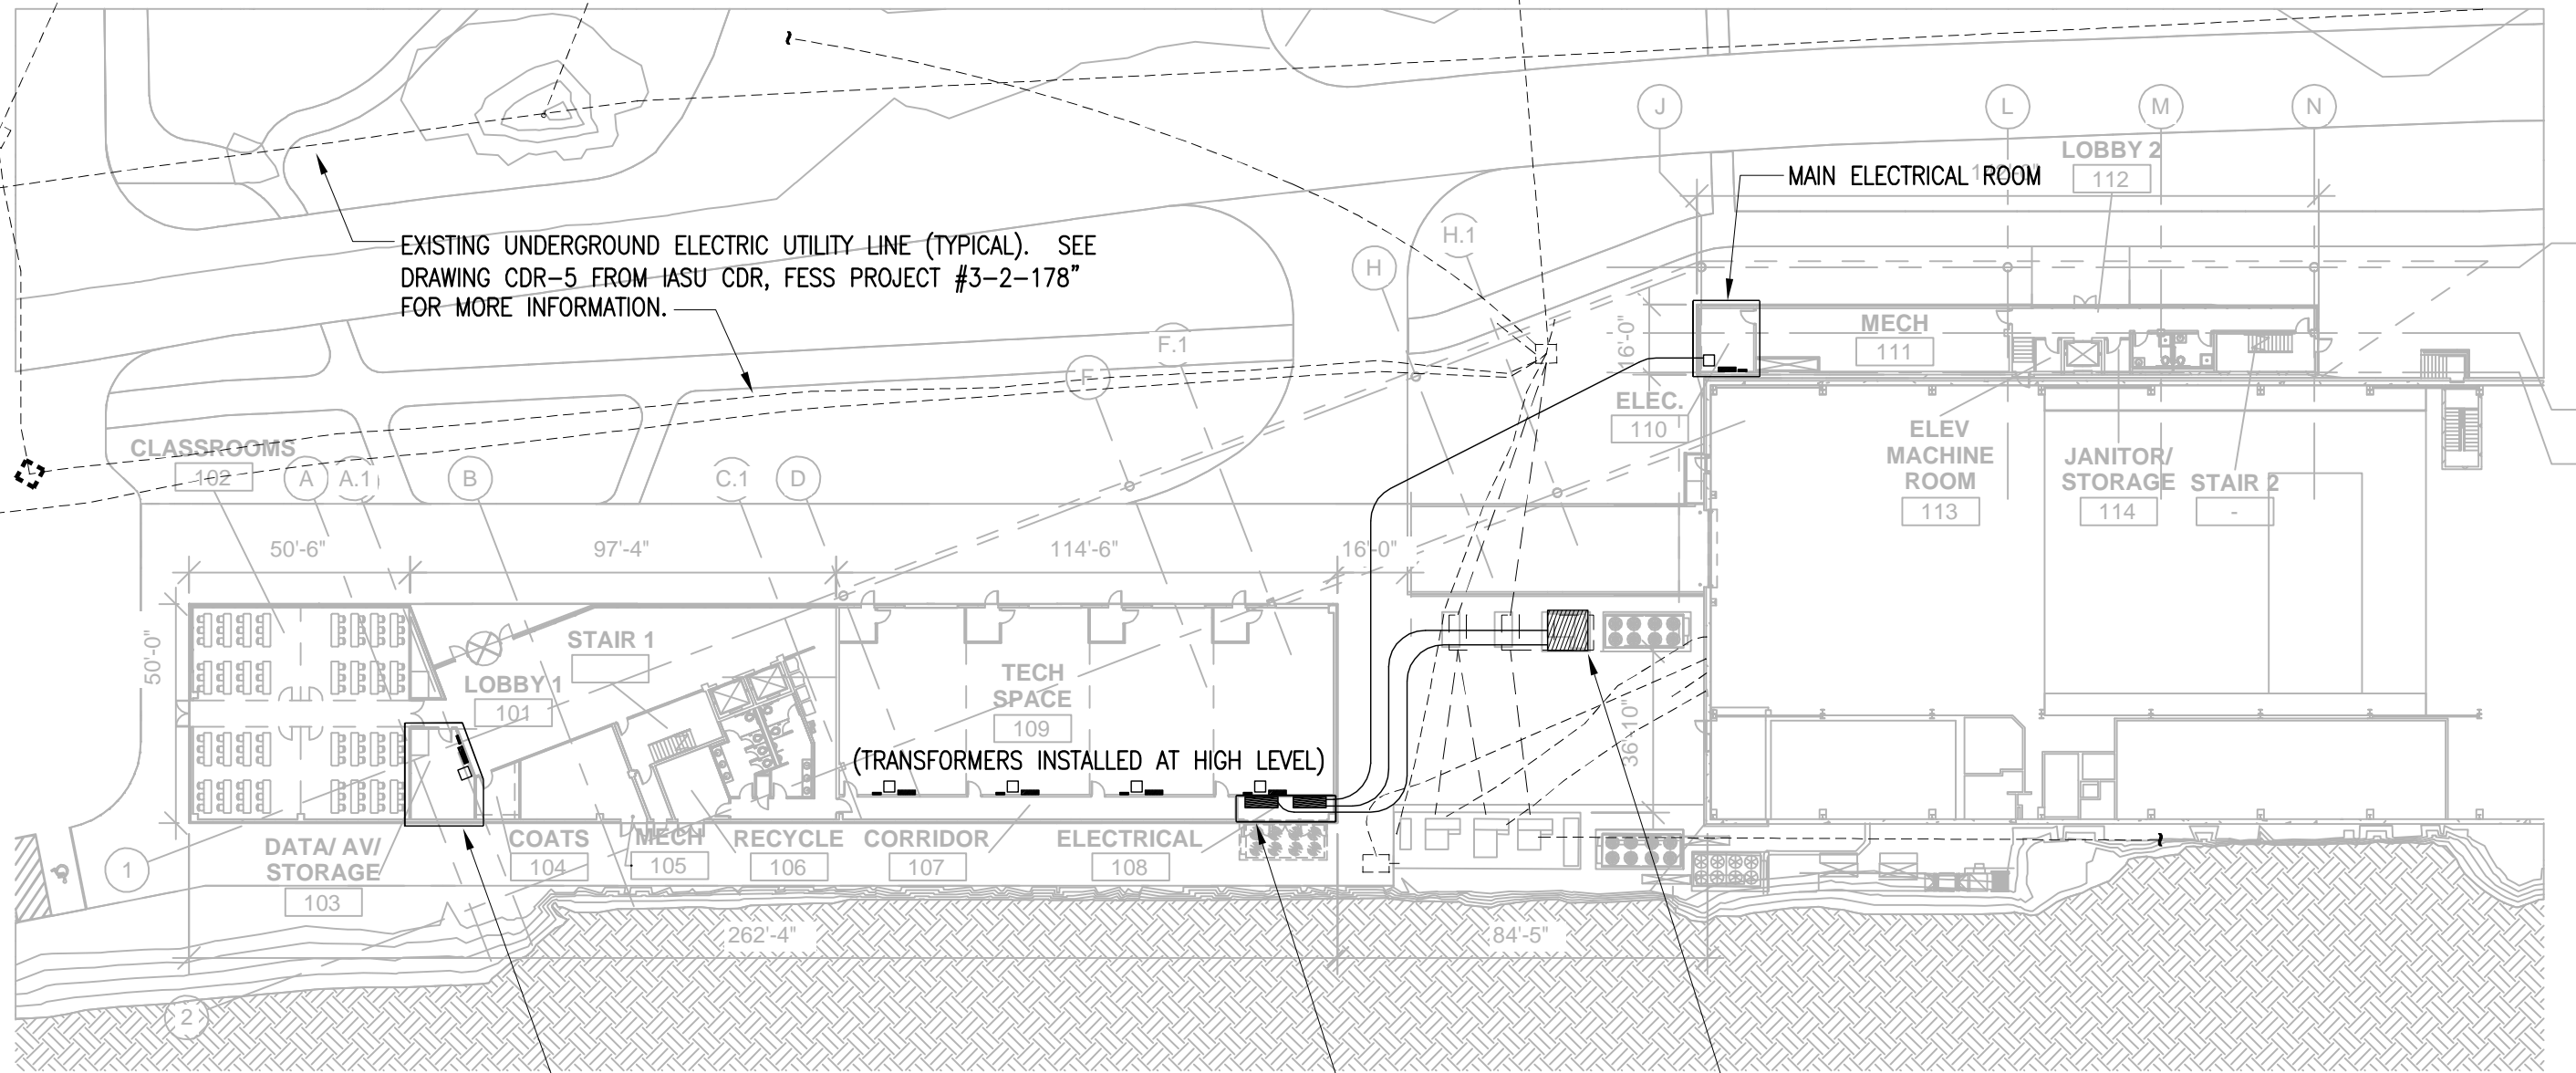 J
L
M
N
LOBBY 2
112
MAIN ELECTRICAL ROOM
EXISTING UNDERGROUND ELECTRIC UTILITY LINE (TYPICAL). SEE
DRAWING CDR-5 FROM IASU CDR, FESS PROJECT #3-2-178"
FOR MORE INFORMATION.
H.1
H
F.1
F
16'-0"
MECH
111
ELEC.
110
ELEV
MACHINE
ROOM
113
JANITOR/
STORAGE
114
STAIR 2
-
CLASSROOMS
102
A
A.1
B
C.1
D
50'-6"
97'-4"
114'-6"
16'-0"
50'-0"
STAIR 1
LOBBY 1
101
TECH
SPACE
109
(TRANSFORMERS INSTALLED AT HIGH LEVEL)
36'-10"
1
DATA/ AV/
STORAGE
103
COATS
104
MECH
105
RECYCLE
106
CORRIDOR
107
ELECTRICAL
108
262'-4"
84'-5"
2